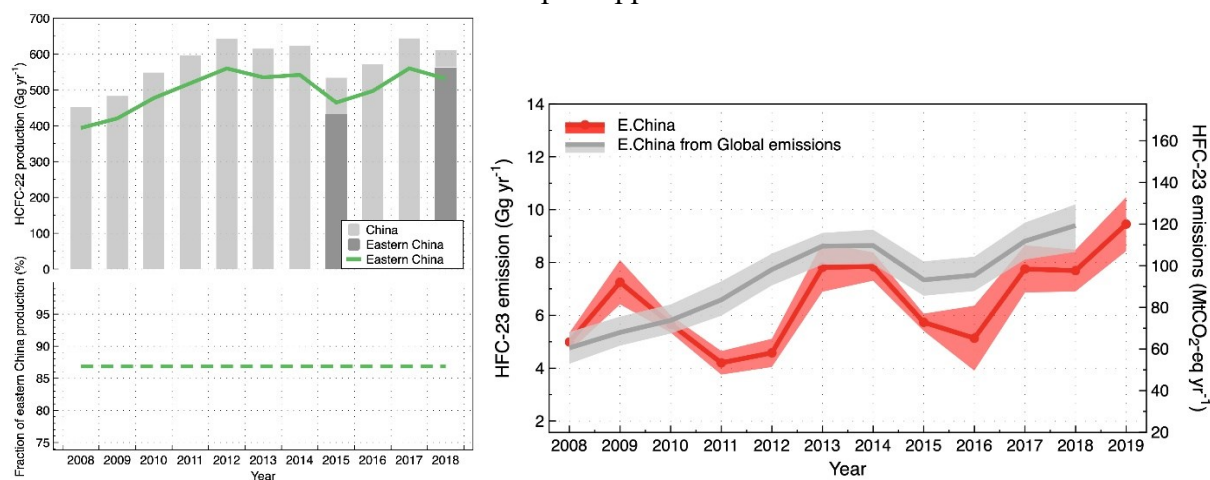 HCFC-22 production (Gg yr⁻¹)
700
600
500
400
300
200
100
0
China
Eastern China
Eastern China
Fraction of eastern China production (%)
95
90
85
80
75
2008 2009 2010 2011 2012 2013 2014 2015 2016 2017 2018
Year
HFC-23 emission (Gg yr⁻¹)
14
12
10
8
6
4
2
E.China
E.China from Global emissions
160
140
120
100
80
60
40
20
HFC-23 emissions (MtCO₂-eq yr⁻¹)
2008 2009 2010 2011 2012 2013 2014 2015 2016 2017 2018 2019
Year